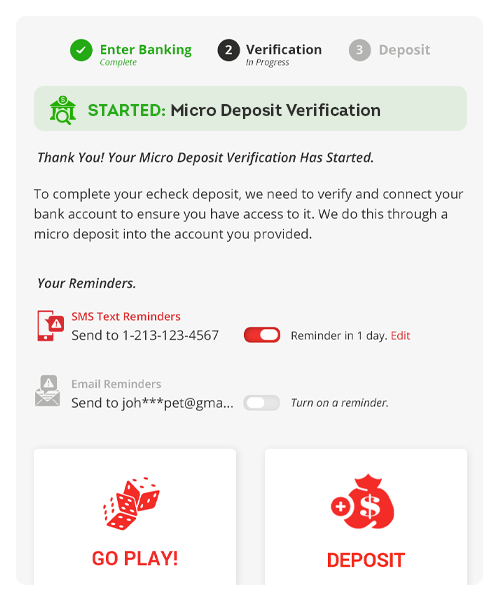 Enter Banking
Complete
2 Verification
In Progress
3 Deposit
$
STARTED: Micro Deposit Verification
Thank You! Your Micro Deposit Verification Has Started.
To complete your echeck deposit, we need to verify and connect your
bank account to ensure you have access to it. We do this through a
micro deposit into the account you provided.
Your Reminders.
SMS Text Reminders
Send to 1-213-123-4567 Reminder in 1 day. Edit
Email Reminders
Send to joh***pet@gma... Turn on a reminder.
$
GO PLAY! DEPOSIT